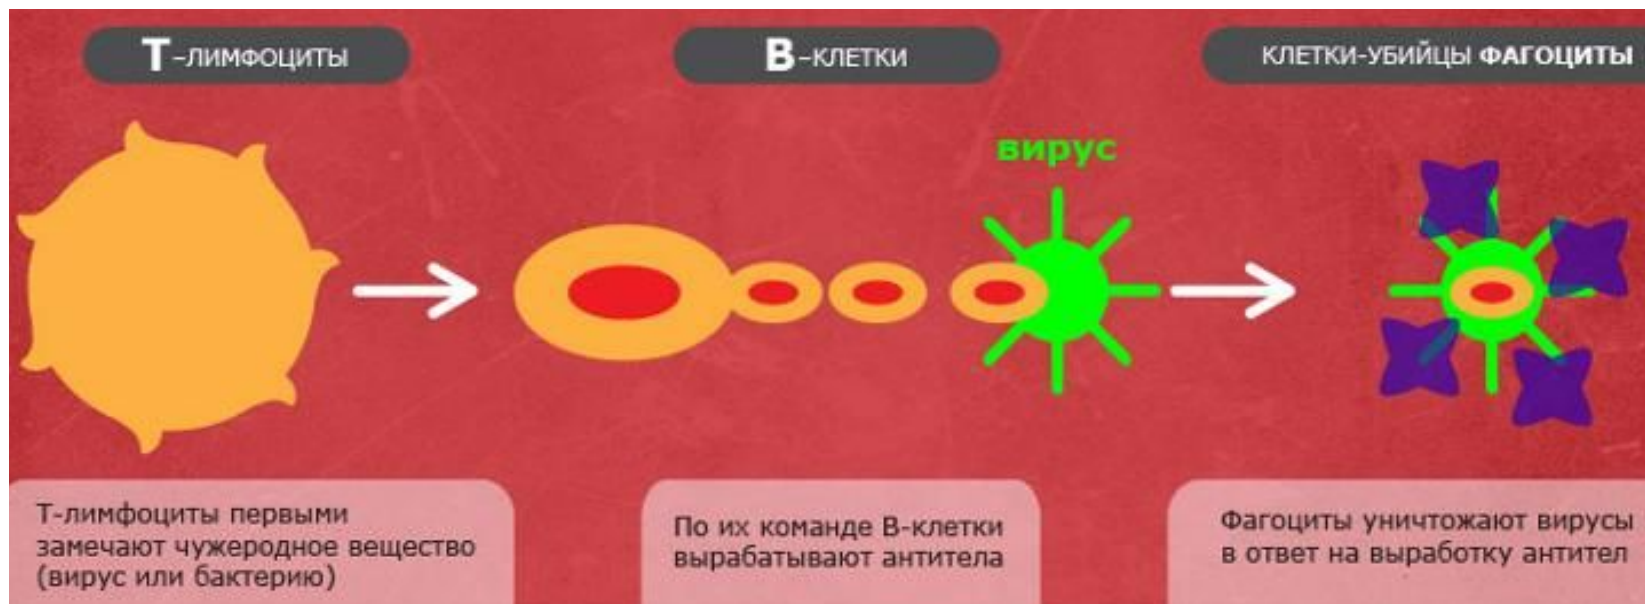 Т-ЛИМФОЦИТЫ
В-КЛЕТКИ
КЛЕТКИ-УБИЙЦЫ ФАГОЦИТЫ
вирус
Т-лимфоциты первыми
замечают чужеродное вещество
(вирус или бактерию)
По их команде В-клетки
вырабатывают антитела
Фагоциты уничтожают вирусы
в ответ на выработку антител